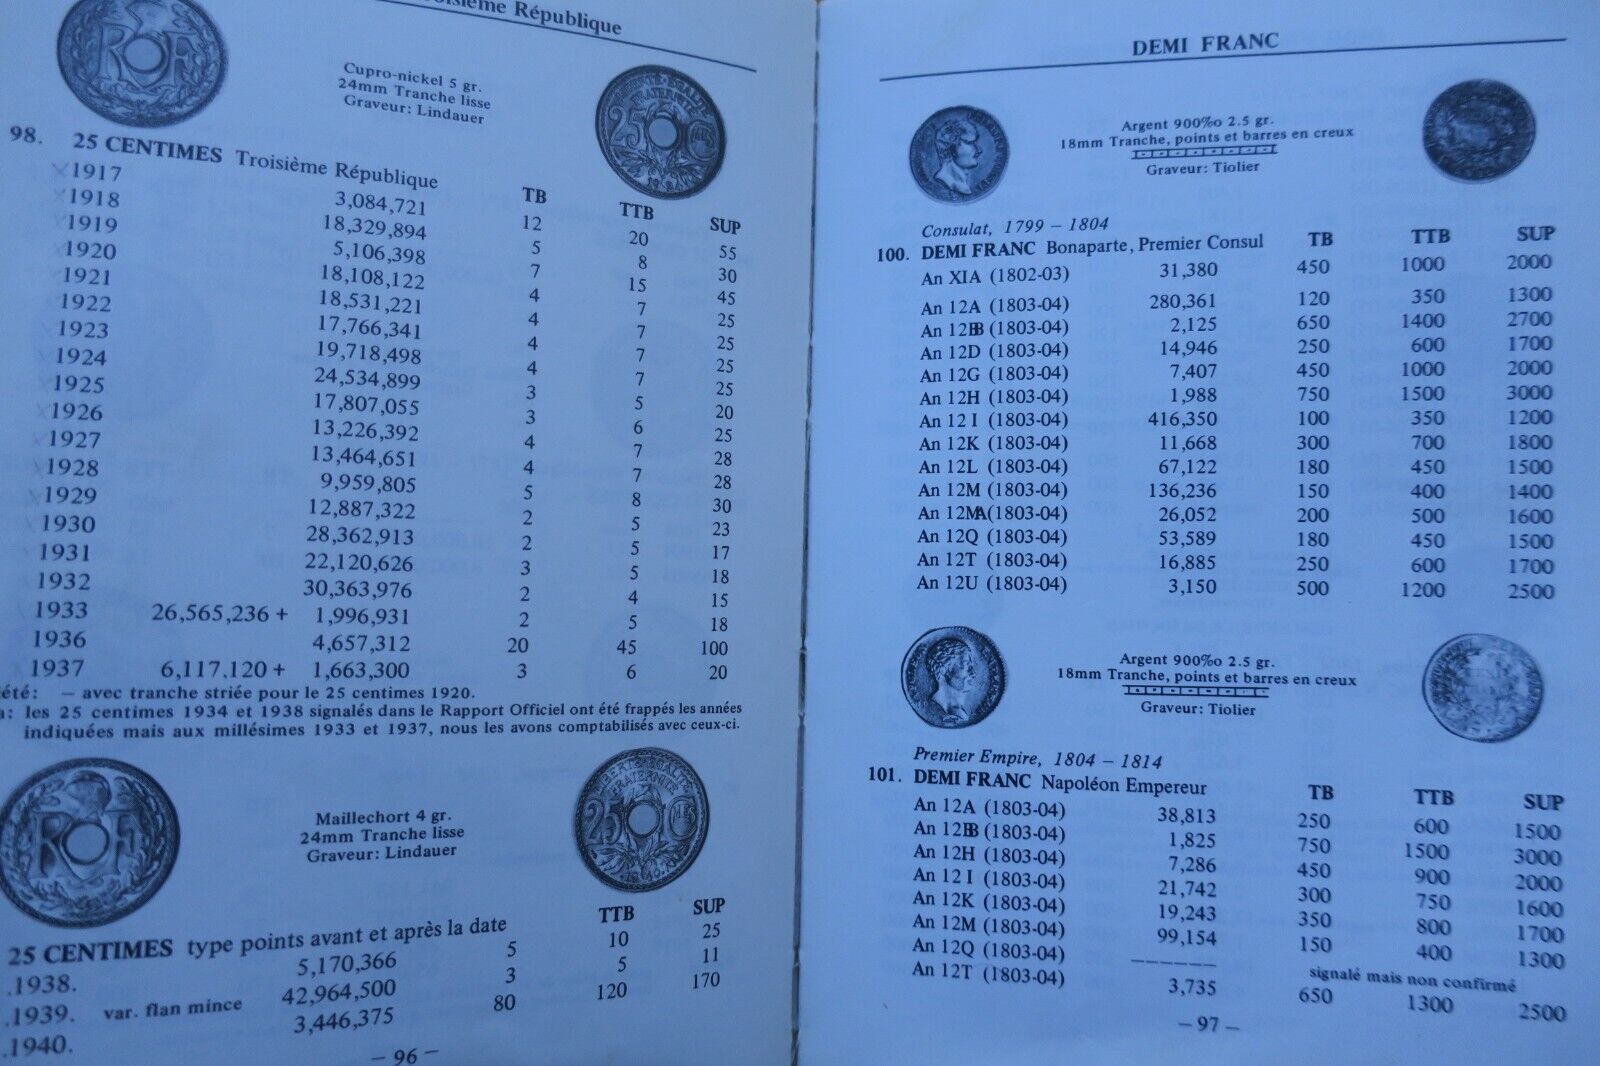 Troisième République
Cupro-nickel 5 gr.
24mm Tranche lisse
Graveur: Lindauer
98. 25 CENTIMES Troisième République TB TTB SUP
1917 3,084,721 12 20 55
1918 18,329,894 5 8 30
1919 5,106,398 7 15 45
1920 18,108,122 4 7 25
1921 18,531,221 4 7 25
1922 17,766,341 4 7 25
1923 19,718,498 4 7 25
1924 24,534,899 3 5 20
1925 17,807,055 3 6 25
1926 13,226,392 4 7 28
1927 13,464,651 4 7 28
1928 9,959,805 5 8 30
1929 12,887,322 2 5 23
1930 28,362,913 2 5 17
1931 22,120,626 3 5 18
1932 30,363,976 2 4 15
1933 26,565,236 + 1,996,931 2 5 18
1936 4,657,312 20 45 100
1937 6,117,120 + 1,663,300 3 6 20
été: — avec tranche striée pour le 25 centimes 1920.
a: les 25 centimes 1934 et 1938 signalés dans le Rapport Officiel ont été frappés les années
indiquées mais aux millésimes 1933 et 1937, nous les avons comptabilisés avec ceux-ci.
Maillechort 4 gr.
24mm Tranche lisse
Graveur: Lindauer
25 CENTIMES type points avant et après la date TTB SUP
.1938. 5,170,366 5 10 25
.1939. var. flan mince 42,964,500 3 5 11
.1940. 3,446,375 80 120 170
– 96 –
DEMI FRANC
Argent 900‰ 2.5 gr.
18mm Tranche, points et barres en creux
Graveur: Tiolier
Consulat, 1799 – 1804
100. DEMI FRANC Bonaparte, Premier Consul TB TTB SUP
An XIA (1802-03) 31,380 450 1000 2000
An 12A (1803-04) 280,361 120 350 1300
An 12BB (1803-04) 2,125 650 1400 2700
An 12D (1803-04) 14,946 250 600 1700
An 12G (1803-04) 7,407 450 1000 2000
An 12H (1803-04) 1,988 750 1500 3000
An 12 I (1803-04) 416,350 100 350 1200
An 12K (1803-04) 11,668 300 700 1800
An 12L (1803-04) 67,122 180 450 1500
An 12M (1803-04) 136,236 150 400 1400
An 12MA (1803-04) 26,052 200 500 1600
An 12Q (1803-04) 53,589 180 450 1500
An 12T (1803-04) 16,885 250 600 1700
An 12U (1803-04) 3,150 500 1200 2500
Argent 900‰ 2.5 gr.
18mm Tranche, points et barres en creux
Graveur: Tiolier
Premier Empire, 1804 – 1814
101. DEMI FRANC Napoléon Empereur TB TTB SUP
An 12A (1803-04) 38,813 250 600 1500
An 12BB (1803-04) 1,825 750 1500 3000
An 12H (1803-04) 7,286 450 900 2000
An 12 I (1803-04) 21,742 300 750 1600
An 12K (1803-04) 19,243 350 800 1700
An 12M (1803-04) 99,154 150 400 1300
An 12Q (1803-04) ––––––– signalé mais non confirmé
An 12T (1803-04) 3,735 650 1300 2500
– 97 –